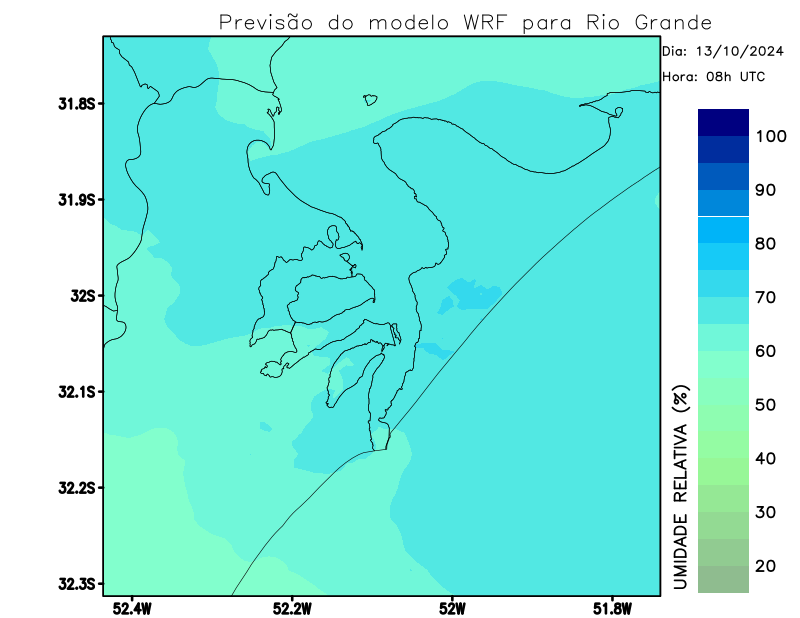 Previsão do modelo WRF para Rio Grande
Dia: 13/10/2024
Hora: 08h UTC
31.8S
31.9S
32S
32.1S
32.2S
32.3S
52.4W
52.2W
52W
51.8W
100
90
80
70
60
50
40
30
20
UMIDADE RELATIVA (%)